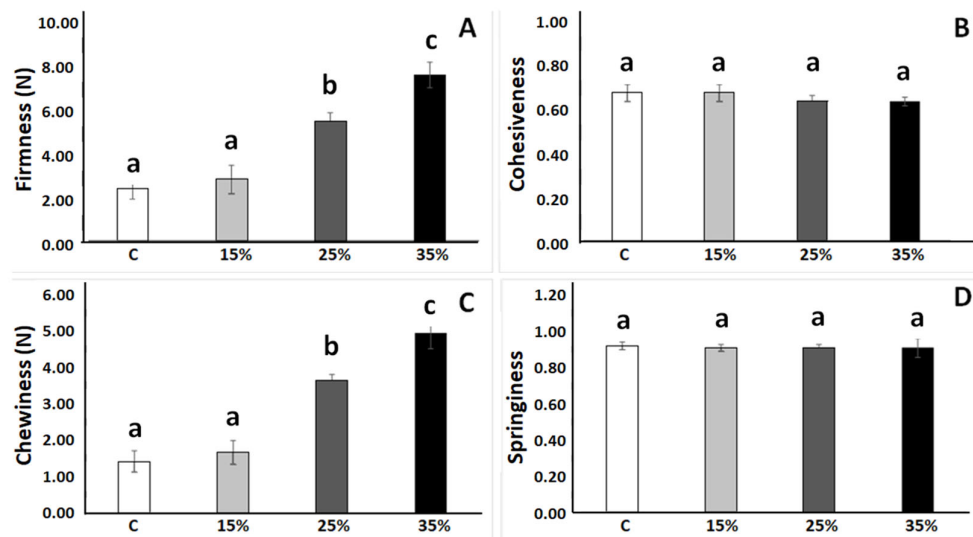 A
Firmness (N)
10.00
8.00
6.00
4.00
2.00
0.00
a
a
b
c
C
15%
25%
35%
B
Cohesiveness
1.00
0.80
0.60
0.40
0.20
0.00
a
a
a
a
C
15%
25%
35%
C
Chewiness (N)
6.00
5.00
4.00
3.00
2.00
1.00
0.00
a
a
b
c
C
15%
25%
35%
D
Springiness
1.20
1.00
0.80
0.60
0.40
0.20
0.00
a
a
a
a
C
15%
25%
35%